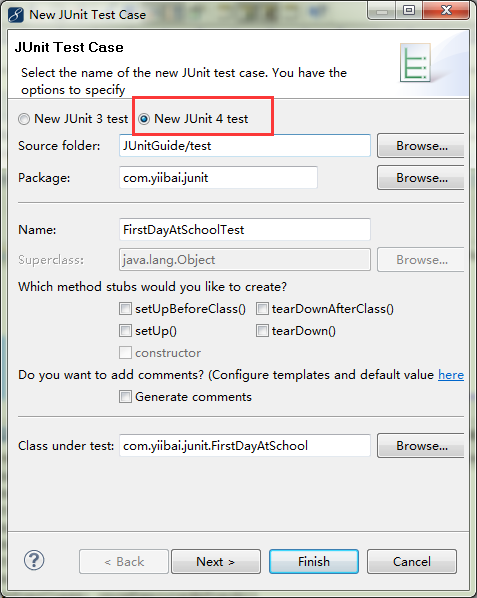 New JUnit Test Case
JUnit Test Case
Select the name of the new JUnit test case. You have the
options to specify
New JUnit 3 test New JUnit 4 test
Source folder: JUnitGuide/test Browse...
Package: com.yiibai.junit Browse...
Name: FirstDayAtSchoolTest
Superclass: java.lang.Object Browse...
Which method stubs would you like to create?
setUpBeforeClass() tearDownAfterClass()
setUp() tearDown()
constructor
Do you want to add comments? (Configure templates and default value here
Generate comments
Class under test: com.yiibai.junit.FirstDayAtSchool Browse...
? < Back Next > Finish Cancel